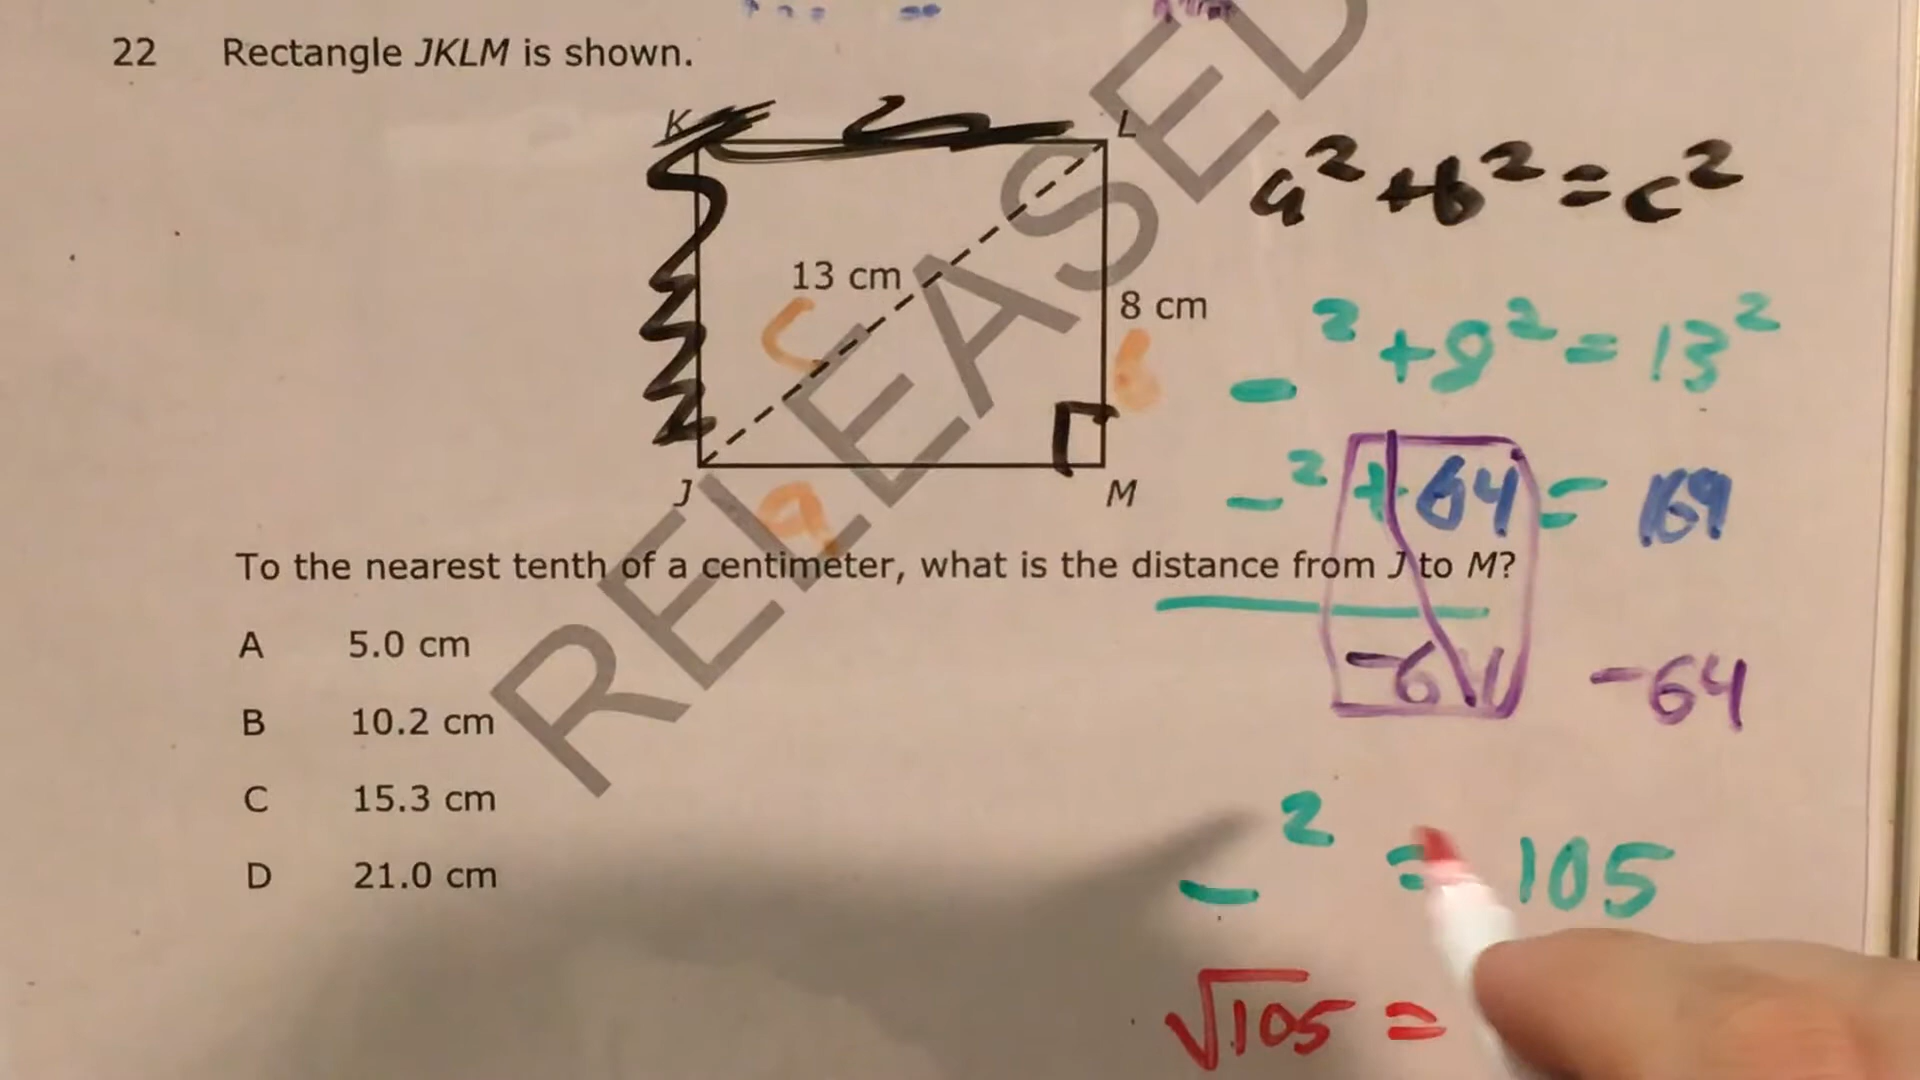 22 Rectangle JKLM is shown.
K
L
13 cm
8 cm
c
b
J
M
a
RELEASED
a² + b² = c²
_² + 8² = 13²
_² + 64 = 169
-64 -64
_² = 105
√105 =
To the nearest tenth of a centimeter, what is the distance from J to M?
A 5.0 cm
B 10.2 cm
C 15.3 cm
D 21.0 cm